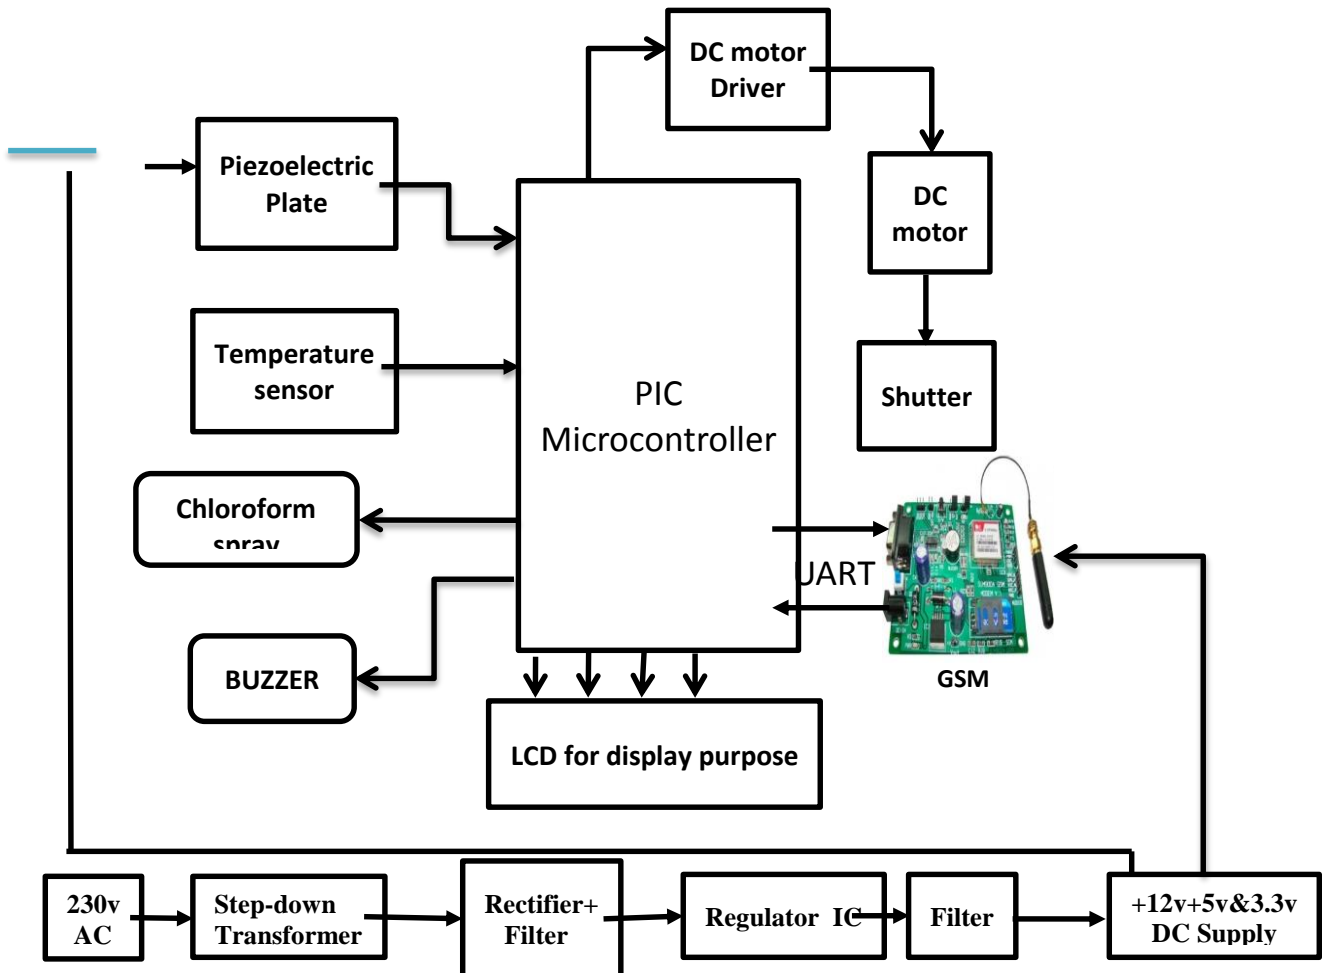 DC motor
Driver
Piezoelectric
Plate
DC
motor
Temperature
sensor
PIC
Microcontroller
Shutter
Chloroform
spray
UART
BUZZER
GSM
LCD for display purpose
230v
AC
Step-down
Transformer
Rectifier+
Filter
Regulator IC
Filter
+12v+5v&3.3v
DC Supply